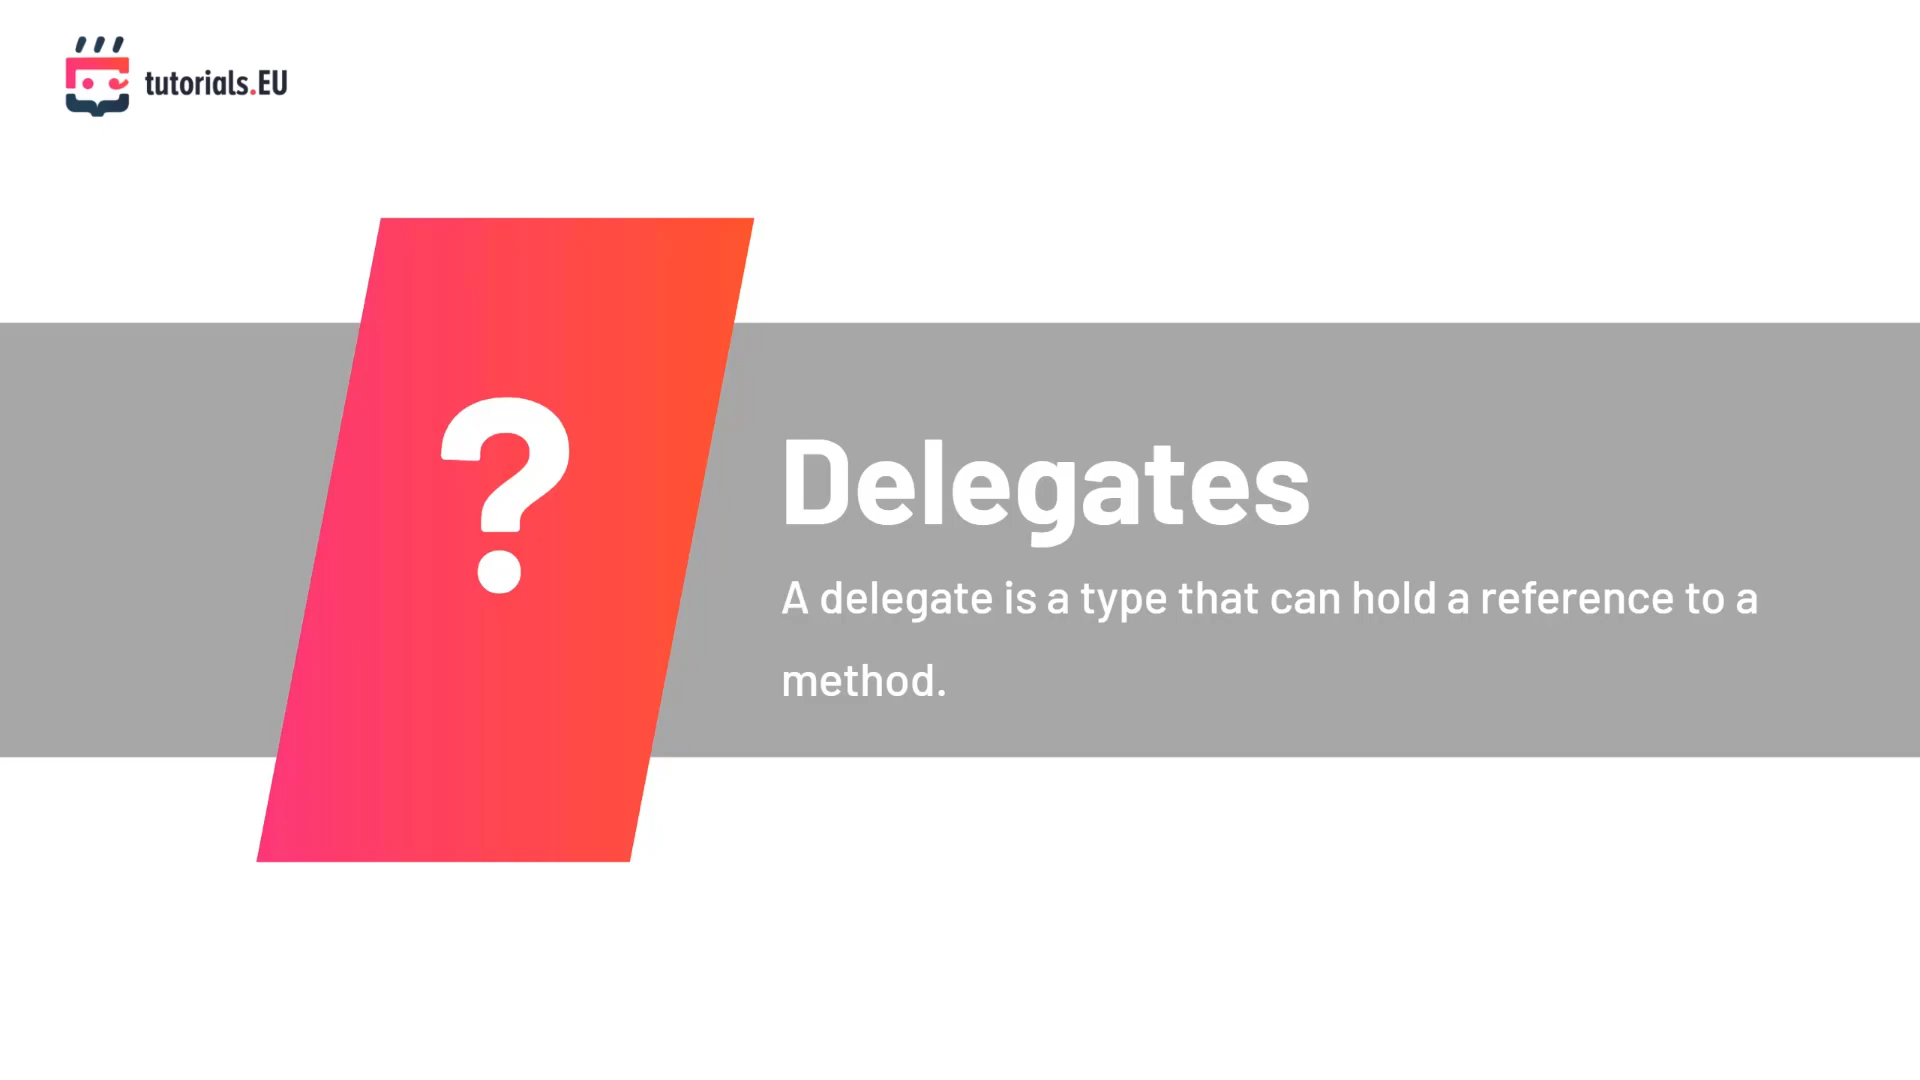 tutorials.EU
?
Delegates
A delegate is a type that can hold a reference to a
method.